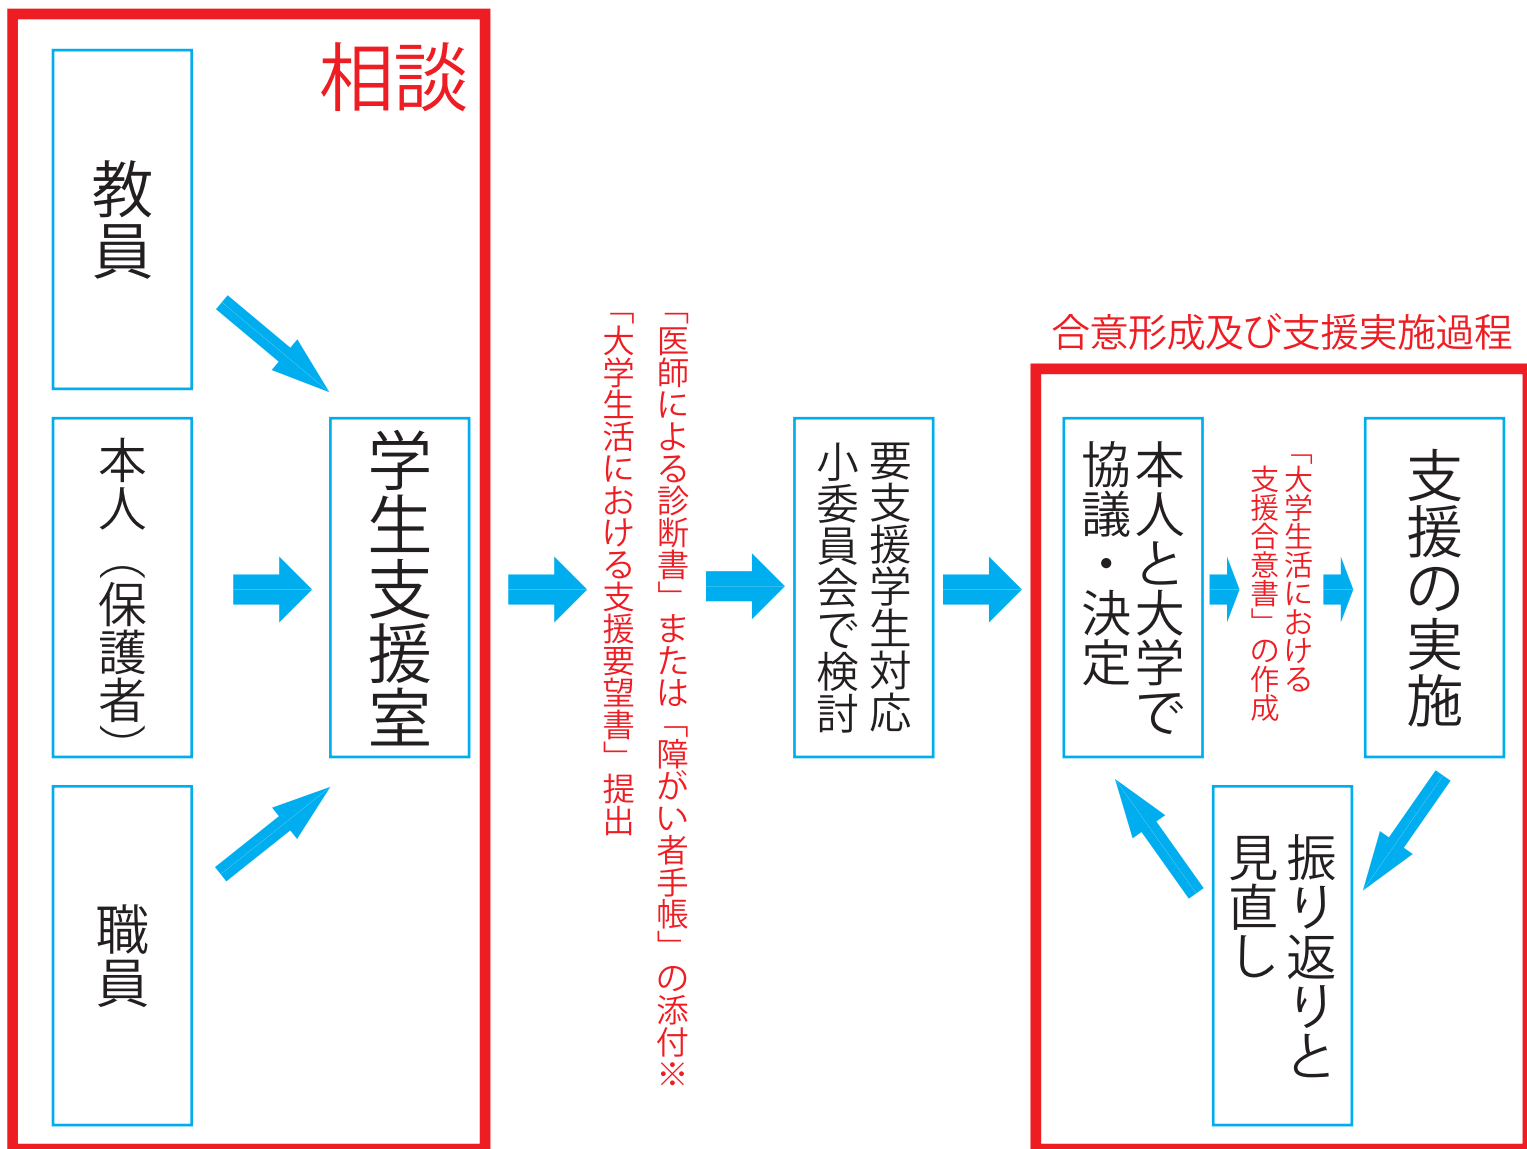 相談
教員
本人（保護者）
職員
学生支援室
「医師による診断書」または「障がい者手帳」の添付※
「大学生活における支援要望書」提出
要支援学生対応
小委員会で検討
合意形成及び支援実施過程
本人と大学で
協議・決定
「大学生活における
支援合意書」の作成
支援の実施
振り返りと
見直し